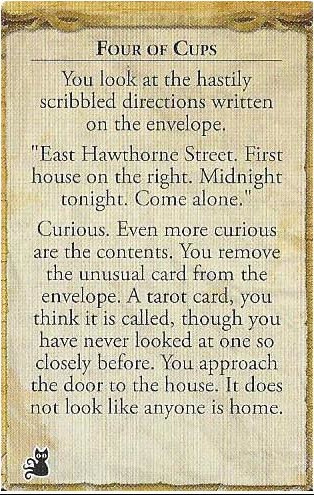 Four of Cups
You look at the hastily
scribbled directions written
on the envelope.
"East Hawthorne Street. First
house on the right. Midnight
tonight. Come alone."
Curious. Even more curious
are the contents. You remove
the unusual card from the
envelope. A tarot card, you
think it is called, though you
have never looked at one so
closely before. You approach
the door to the house. It does
not look like anyone is home.